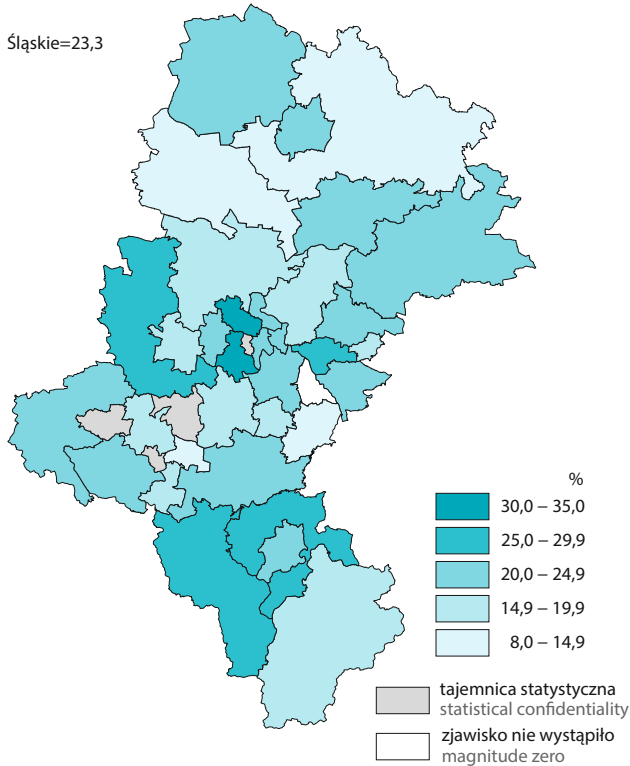 Śląskie=23,3
%
30,0 – 35,0
25,0 – 29,9
20,0 – 24,9
14,9 – 19,9
8,0 – 14,9
tajemnica statystyczna
statistical confidentiality
zjawisko nie wystąpiło
magnitude zero